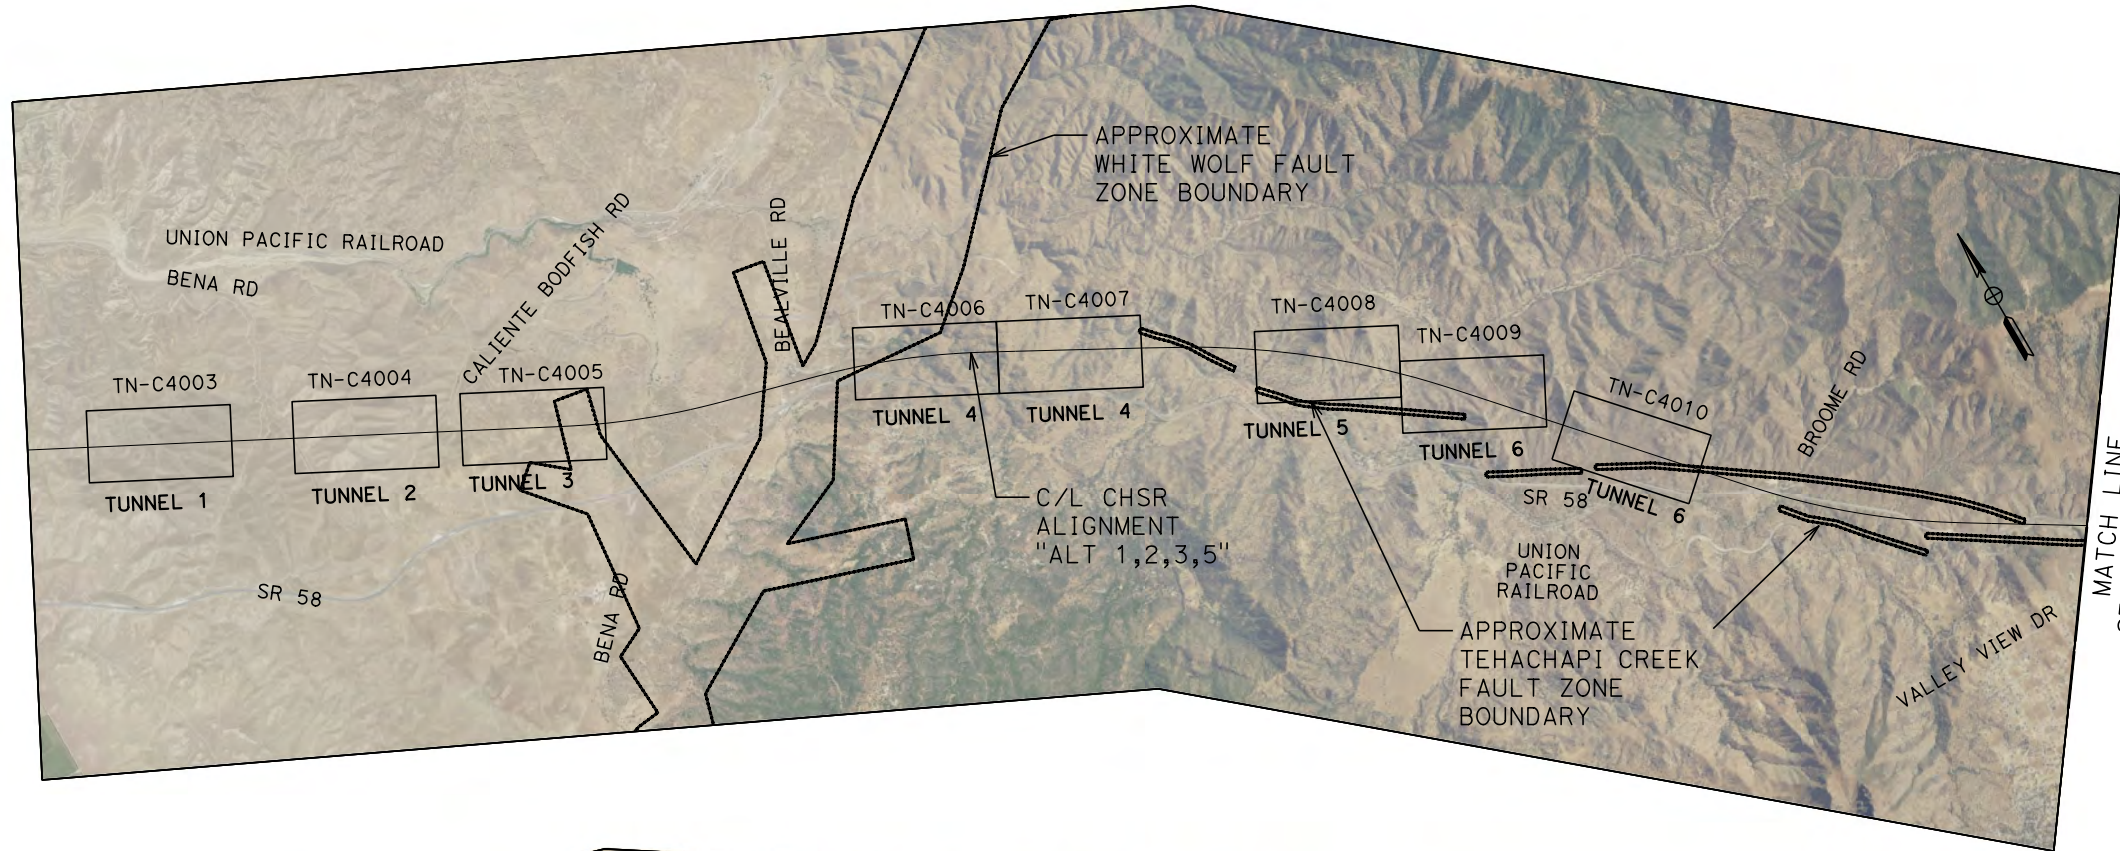 APPROXIMATE
WHITE WOLF FAULT
ZONE BOUNDARY
UNION PACIFIC RAILROAD
BENA RD
CALIENTE BODFISH RD
BEALVILLE RD
TN-C4003
TUNNEL 1
TN-C4004
TUNNEL 2
TN-C4005
TUNNEL 3
TN-C4006
TUNNEL 4
TN-C4007
TUNNEL 4
TN-C4008
TUNNEL 5
TN-C4009
TUNNEL 6
TN-C4010
TUNNEL 6
BROOME RD
SR 58
C/L CHSR
ALIGNMENT
"ALT 1,2,3,5"
UNION
PACIFIC
RAILROAD
SR 58
BENA RD
APPROXIMATE
TEHACHAPI CREEK
FAULT ZONE
BOUNDARY
VALLEY VIEW DR
MATCH LINE